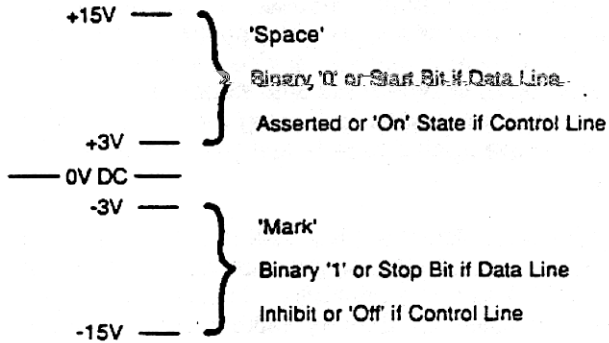 +15V
'Space'
Binary, '0' or Start Bit if Data Line
Asserted or 'On' State if Control Line
+3V
0V DC
-3V
'Mark'
Binary '1' or Stop Bit if Data Line
Inhibit or 'Off' if Control Line
-15V